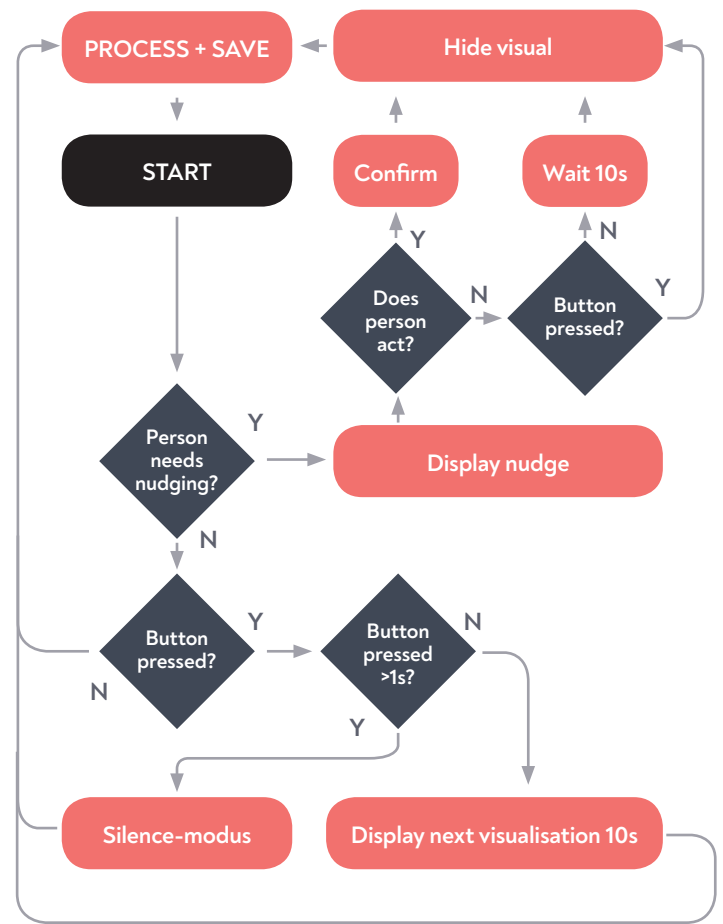 PROCESS + SAVE
Hide visual
START
Confirm
Wait 10s
Y
N
Does
person
act?
N
Button
pressed?
Y
Person
needs
nudging?
Y
Display nudge
N
Button
pressed?
Y
N
Button
pressed
>1s?
N
Y
Silence-modus
Display next visualisation 10s